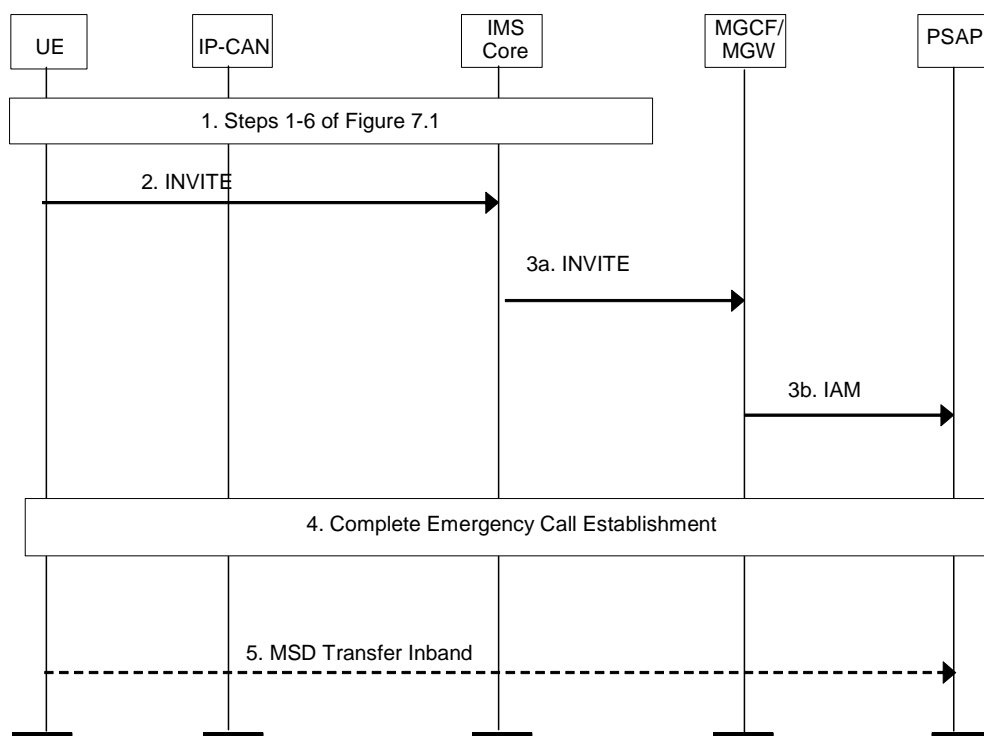 UE
IP-CAN
IMS
Core
MGCF/
MGW
PSAP
1. Steps 1-6 of Figure 7.1
2. INVITE
3a. INVITE
3b. IAM
4. Complete Emergency Call Establishment
5. MSD Transfer Inband